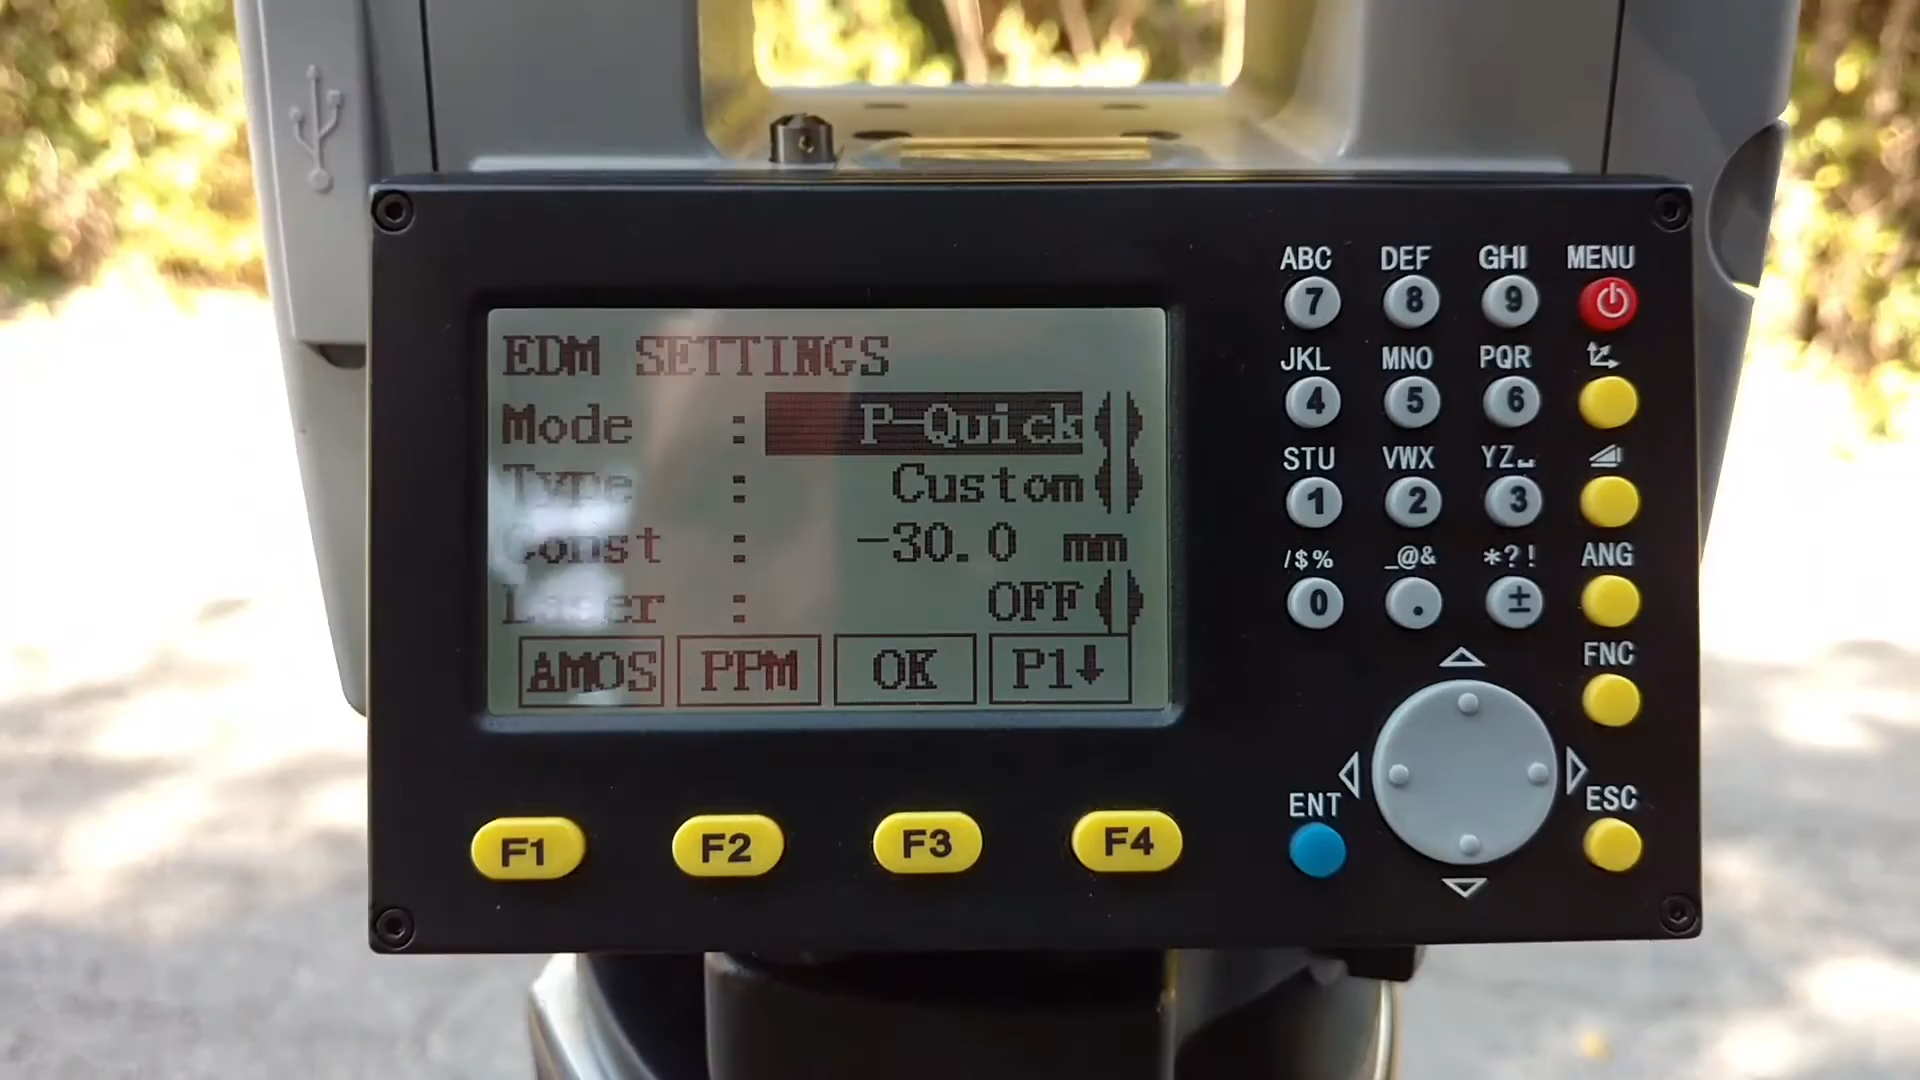 EDM SETTINGS
Mode : P-Quick
Type : Custom
Const : -30.0 mm
Laser : OFF
AMOS PPM OK P1↓
F1 F2 F3 F4
ABC DEF GHI MENU
7 8 9
JKL MNO PQR
4 5 6
STU VWX YZ␣
1 2 3
/$% _@& *?! ANG
0 . ±
FNC
ENT ESC